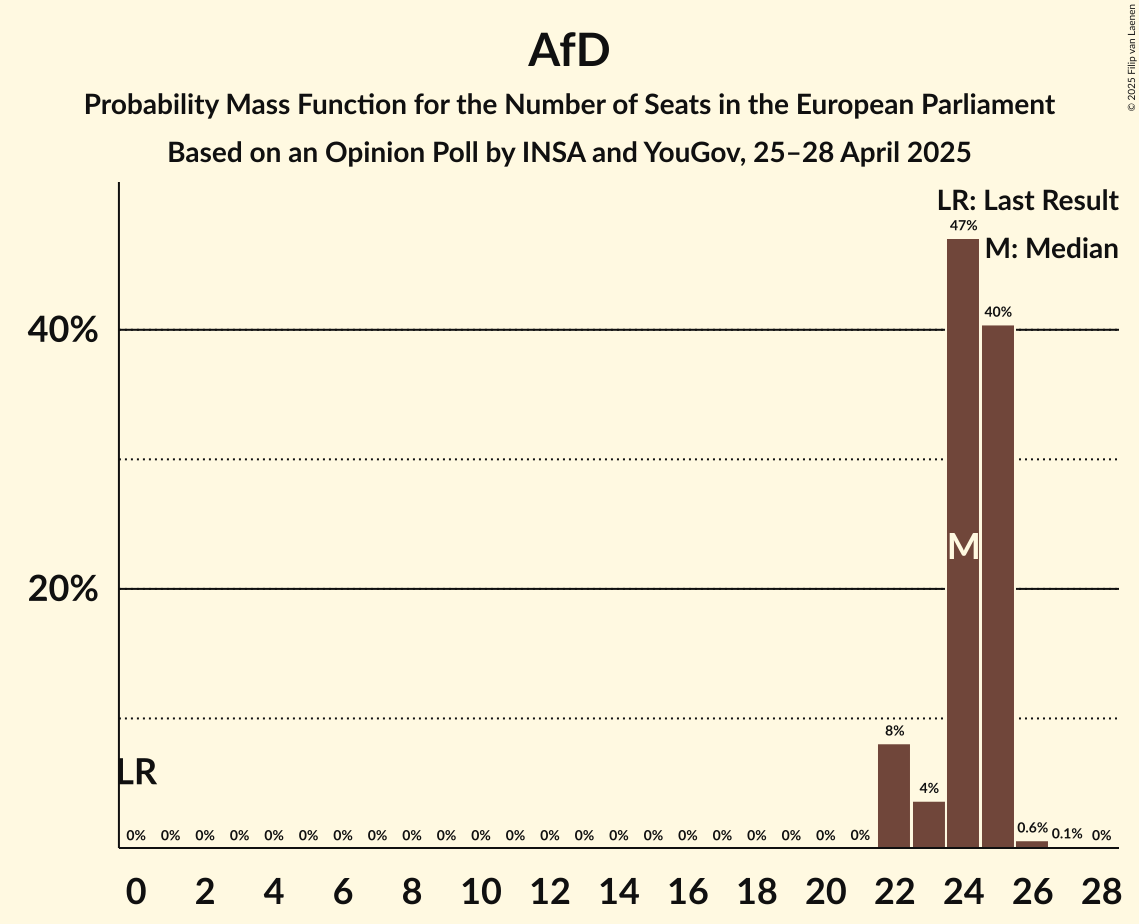 AfD
Probability Mass Function for the Number of Seats in the European Parliament
Based on an Opinion Poll by INSA and YouGov, 25–28 April 2025
© 2025 Filip van Laenen
LR: Last Result
M: Median
47%
40%
40%
M
20%
8%
4%
LR
0% 0% 0% 0% 0% 0% 0% 0% 0% 0% 0% 0% 0% 0% 0% 0% 0% 0% 0% 0% 0% 0% 0.6% 0.1% 0%
0 2 4 6 8 10 12 14 16 18 20 22 24 26 28